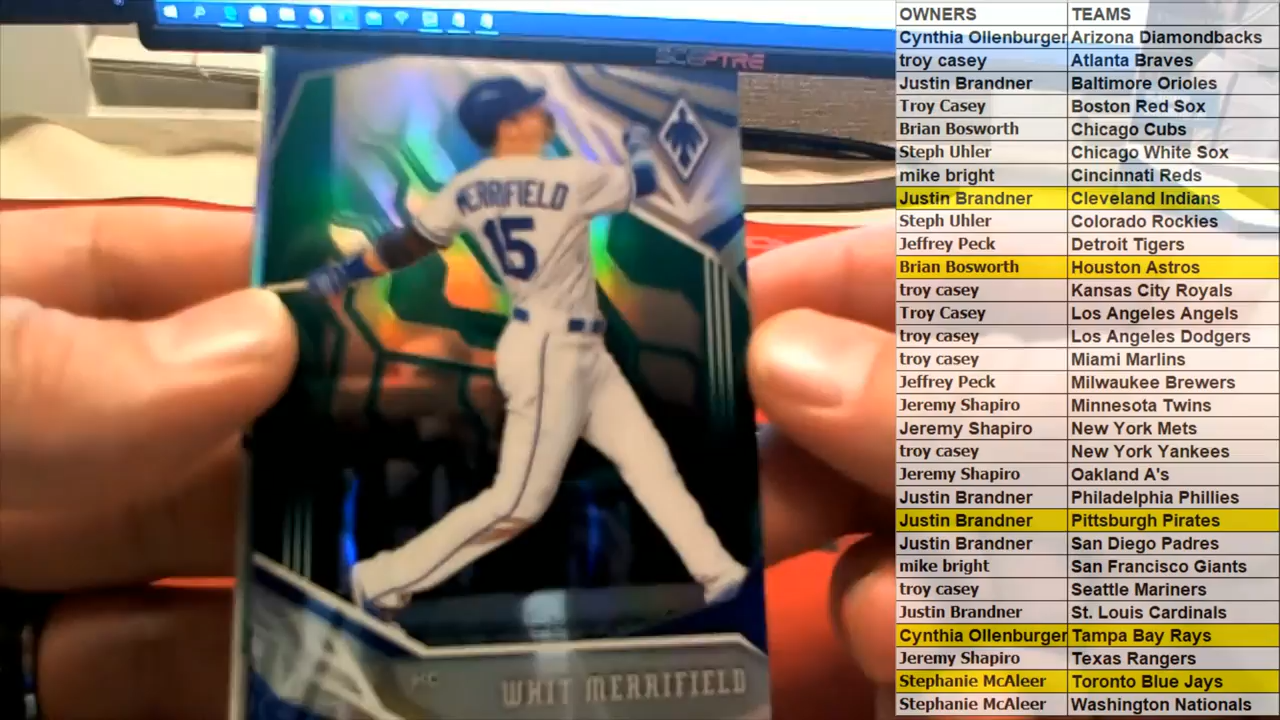 SCEPTRE
MERRIFIELD
15
WHIT MERRIFIELD
OWNERS TEAMS
Cynthia Ollenburger Arizona Diamondbacks
troy casey Atlanta Braves
Justin Brandner Baltimore Orioles
Troy Casey Boston Red Sox
Brian Bosworth Chicago Cubs
Steph Uhler Chicago White Sox
mike bright Cincinnati Reds
Justin Brandner Cleveland Indians
Steph Uhler Colorado Rockies
Jeffrey Peck Detroit Tigers
Brian Bosworth Houston Astros
troy casey Kansas City Royals
Troy Casey Los Angeles Angels
troy casey Los Angeles Dodgers
troy casey Miami Marlins
Jeffrey Peck Milwaukee Brewers
Jeremy Shapiro Minnesota Twins
Jeremy Shapiro New York Mets
troy casey New York Yankees
Jeremy Shapiro Oakland A's
Justin Brandner Philadelphia Phillies
Justin Brandner Pittsburgh Pirates
Justin Brandner San Diego Padres
mike bright San Francisco Giants
troy casey Seattle Mariners
Justin Brandner St. Louis Cardinals
Cynthia Ollenburger Tampa Bay Rays
Jeremy Shapiro Texas Rangers
Stephanie McAleer Toronto Blue Jays
Stephanie McAleer Washington Nationals